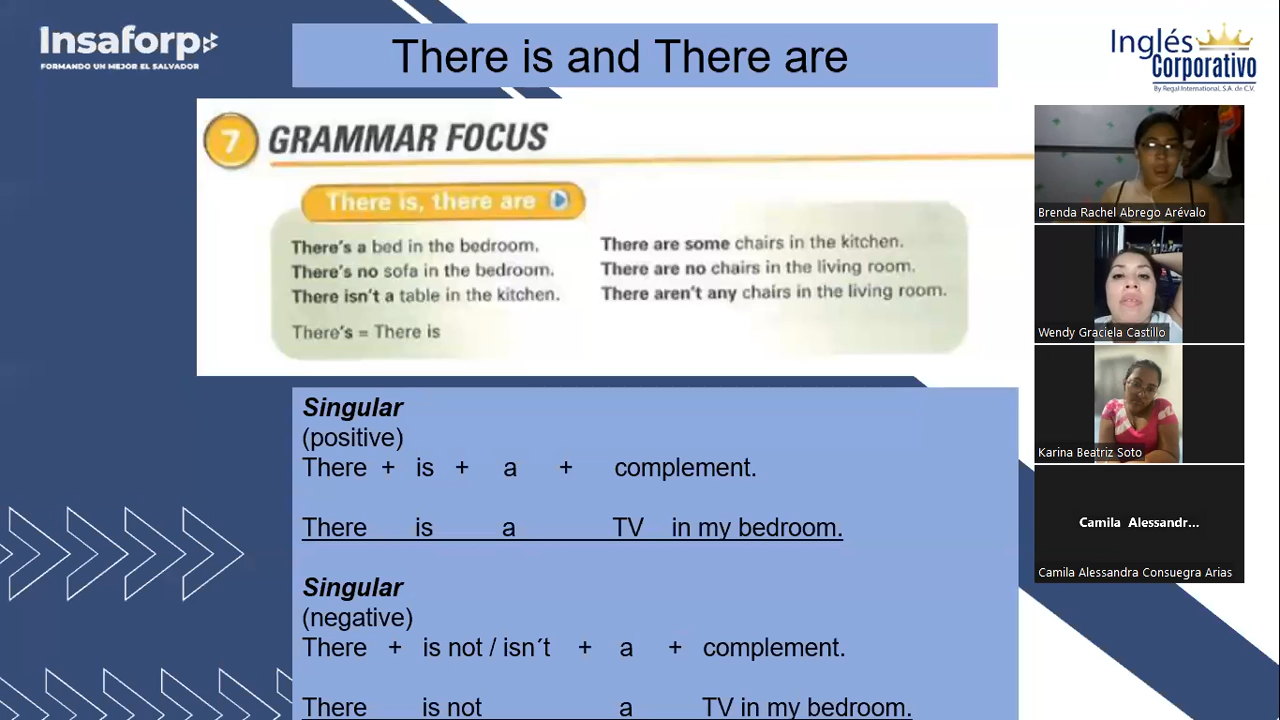 Insaforp
FORMANDO UN MEJOR EL SALVADOR
There is and There are
Inglés
Corporativo
By Regal International, S.A. de C.V.
7 GRAMMAR FOCUS
There is, there are
There's a bed in the bedroom.
There's no sofa in the bedroom.
There isn't a table in the kitchen.
There's = There is
There are some chairs in the kitchen.
There are no chairs in the living room.
There aren't any chairs in the living room.
Singular
(positive)
There + is + a + complement.
There is a TV in my bedroom.
Singular
(negative)
There + is not / isn´t + a + complement.
There is not a TV in my bedroom.
Brenda Rachel Abrego Arévalo
Wendy Graciela Castillo
Karina Beatriz Soto
Camila Alessandr...
Camila Alessandra Consuegra Arias